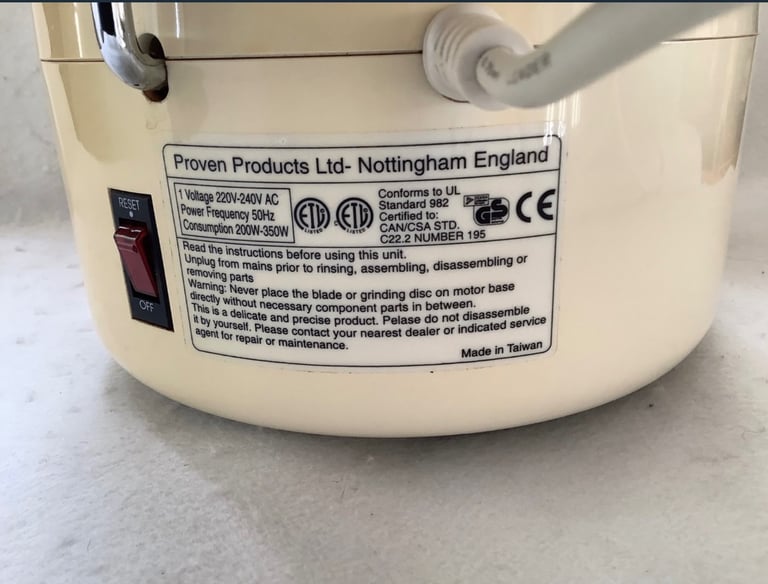 Proven Products Ltd- Nottingham England
1 Voltage 220V-240V AC
Power Frequency 50Hz
Consumption 200W-350W
ETL
LISTED
ETL
LISTED
Conforms to UL
Standard 982
Certified to:
CAN/CSA STD.
C22.2 NUMBER 195
GS
CE
Read the instructions before using this unit.
Unplug from mains prior to rinsing, assembling, disassembling or
removing parts
Warning: Never place the blade or grinding disc on motor base
directly without necessary component parts in between.
This is a delicate and precise product. Pelase do not disassemble
it by yourself. Please contact your nearest dealer or indicated service
agent for repair or maintenance.
Made in Taiwan
RESET
OFF